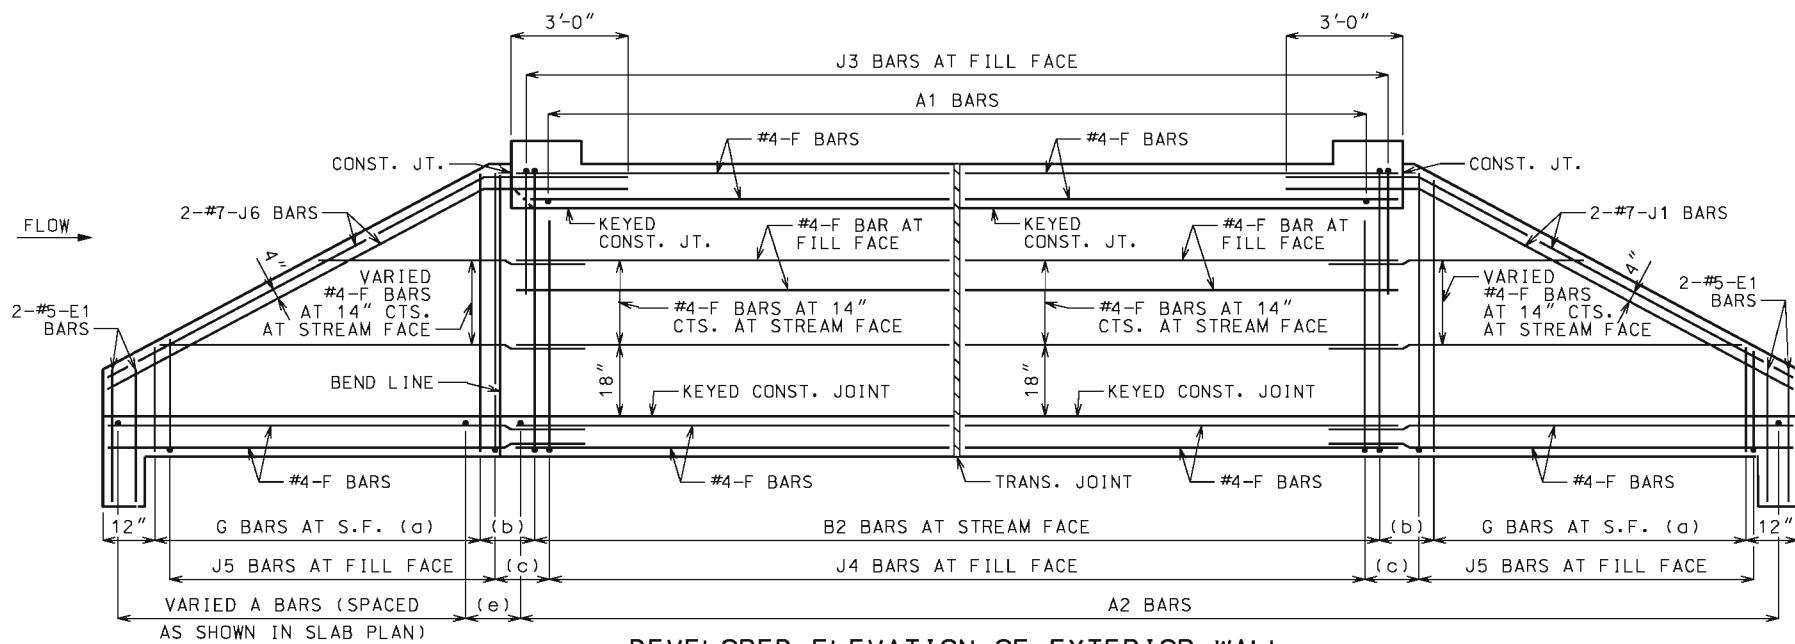 3'-0"
3'-0"
J3 BARS AT FILL FACE
A1 BARS
#4-F BARS
#4-F BARS
CONST. JT.
CONST. JT.
2-#7-J6 BARS
2-#7-J1 BARS
FLOW
KEYED
CONST. JT.
#4-F BAR AT
FILL FACE
KEYED
CONST. JT.
#4-F BAR AT
FILL FACE
4"
4"
VARIED
#4-F BARS
AT 14" CTS.
AT STREAM FACE
#4-F BARS AT 14"
CTS. AT STREAM FACE
#4-F BARS AT 14"
CTS. AT STREAM FACE
VARIED
#4-F BARS
AT 14" CTS.
AT STREAM FACE
2-#5-E1
BARS
2-#5-E1
BARS
BEND LINE
18"
KEYED CONST. JOINT
18"
KEYED CONST. JOINT
#4-F BARS
#4-F BARS
TRANS. JOINT
#4-F BARS
#4-F BARS
12"
G BARS AT S.F. (a)
(b)
B2 BARS AT STREAM FACE
(b)
G BARS AT S.F. (a)
12"
J5 BARS AT FILL FACE
(c)
J4 BARS AT FILL FACE
(c)
J5 BARS AT FILL FACE
VARIED A BARS (SPACED
AS SHOWN IN SLAB PLAN)
(e)
A2 BARS
DEVELOPED ELEVATION OF EXTERIOR WALL